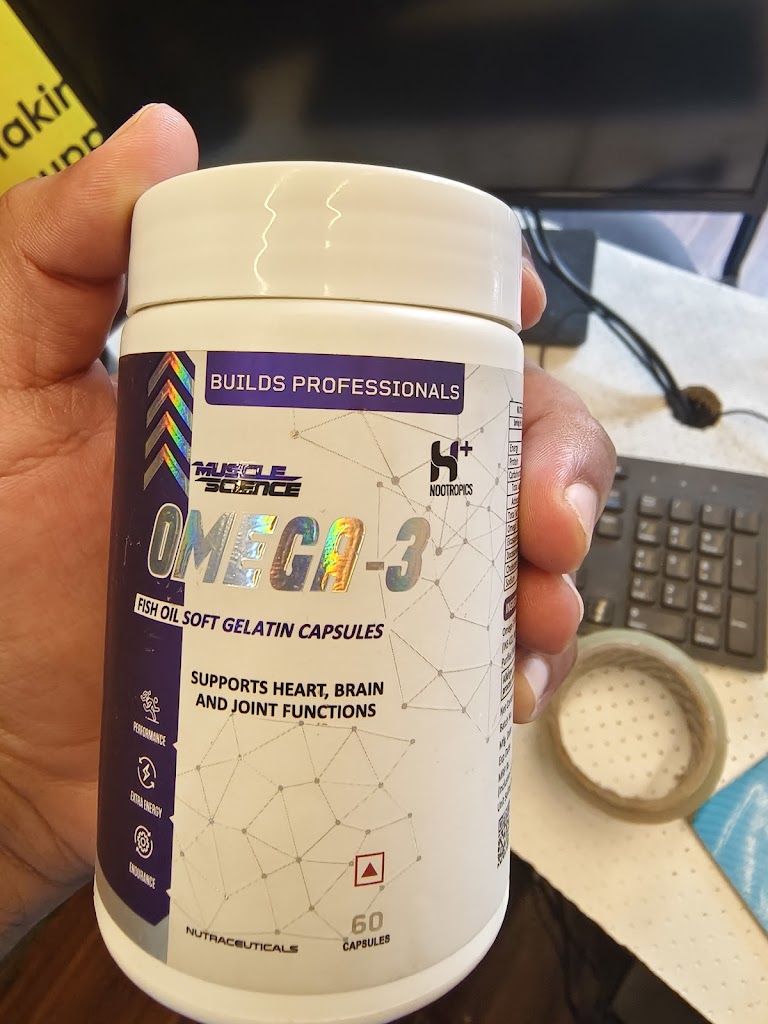 BUILDS PROFESSIONALS
MUSCLE
SCIENCE
H+
NOOTROPICS
OMEGA-3
FISH OIL SOFT GELATIN CAPSULES
SUPPORTS HEART, BRAIN
AND JOINT FUNCTIONS
PERFORMANCE
EXTRA ENERGY
ENDURANCE
NUTRACEUTICALS
60
CAPSULES